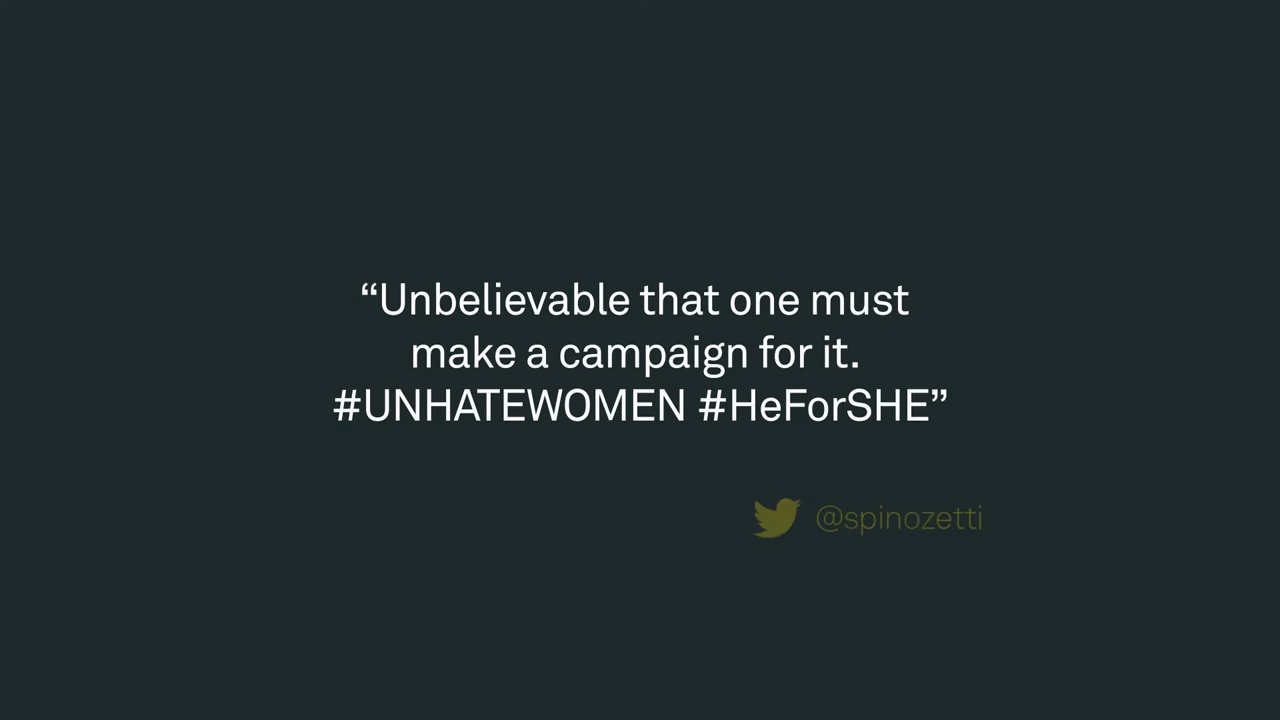 “Unbelievable that one must
make a campaign for it.
#UNHATEWOMEN #HeForSHE”
@spinozetti